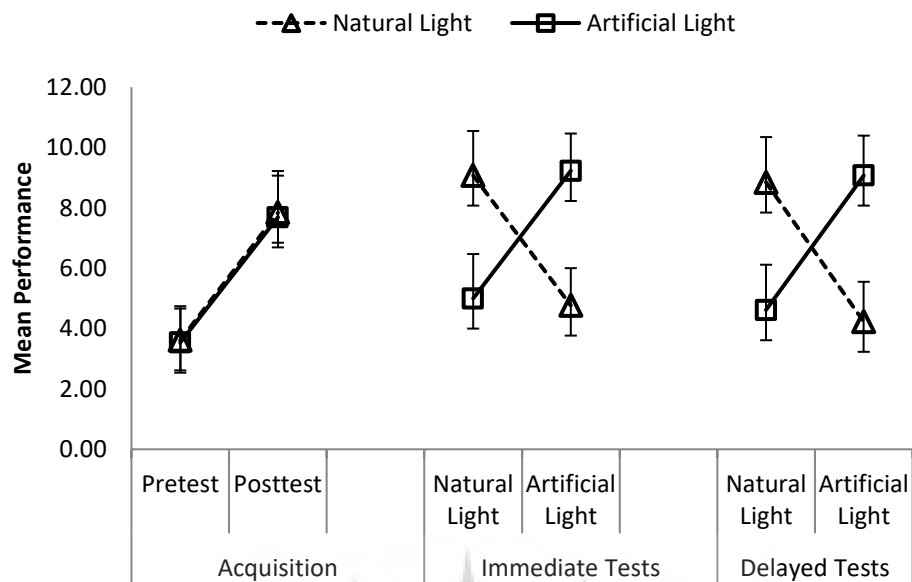 Natural Light Artificial Light
12.00
10.00
8.00
6.00
4.00
2.00
0.00
Mean Performance
Pretest Posttest Natural Light Artificial Light Natural Light Artificial Light
Acquisition Immediate Tests Delayed Tests